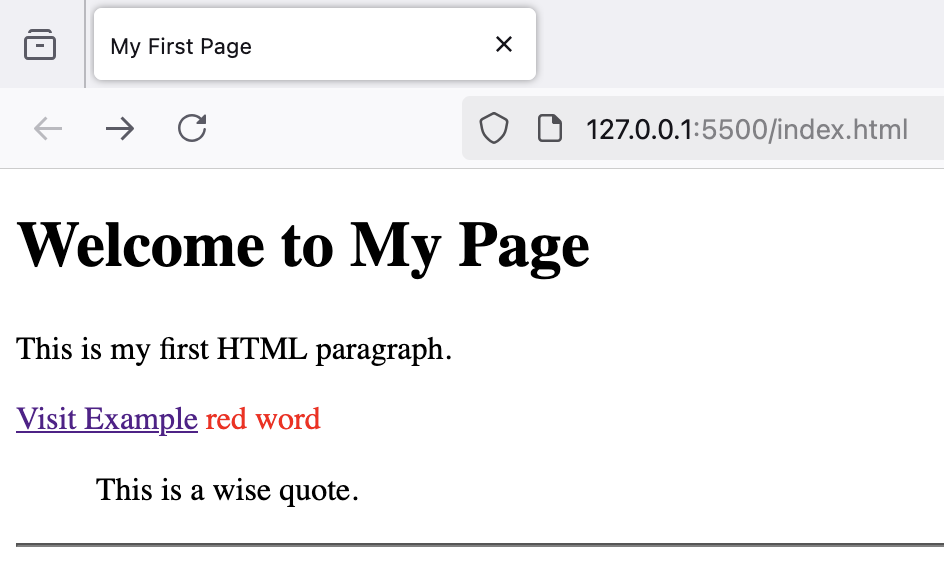 My First Page
127.0.0.1:5500/index.html
Welcome to My Page
This is my first HTML paragraph.
Visit Example red word
This is a wise quote.